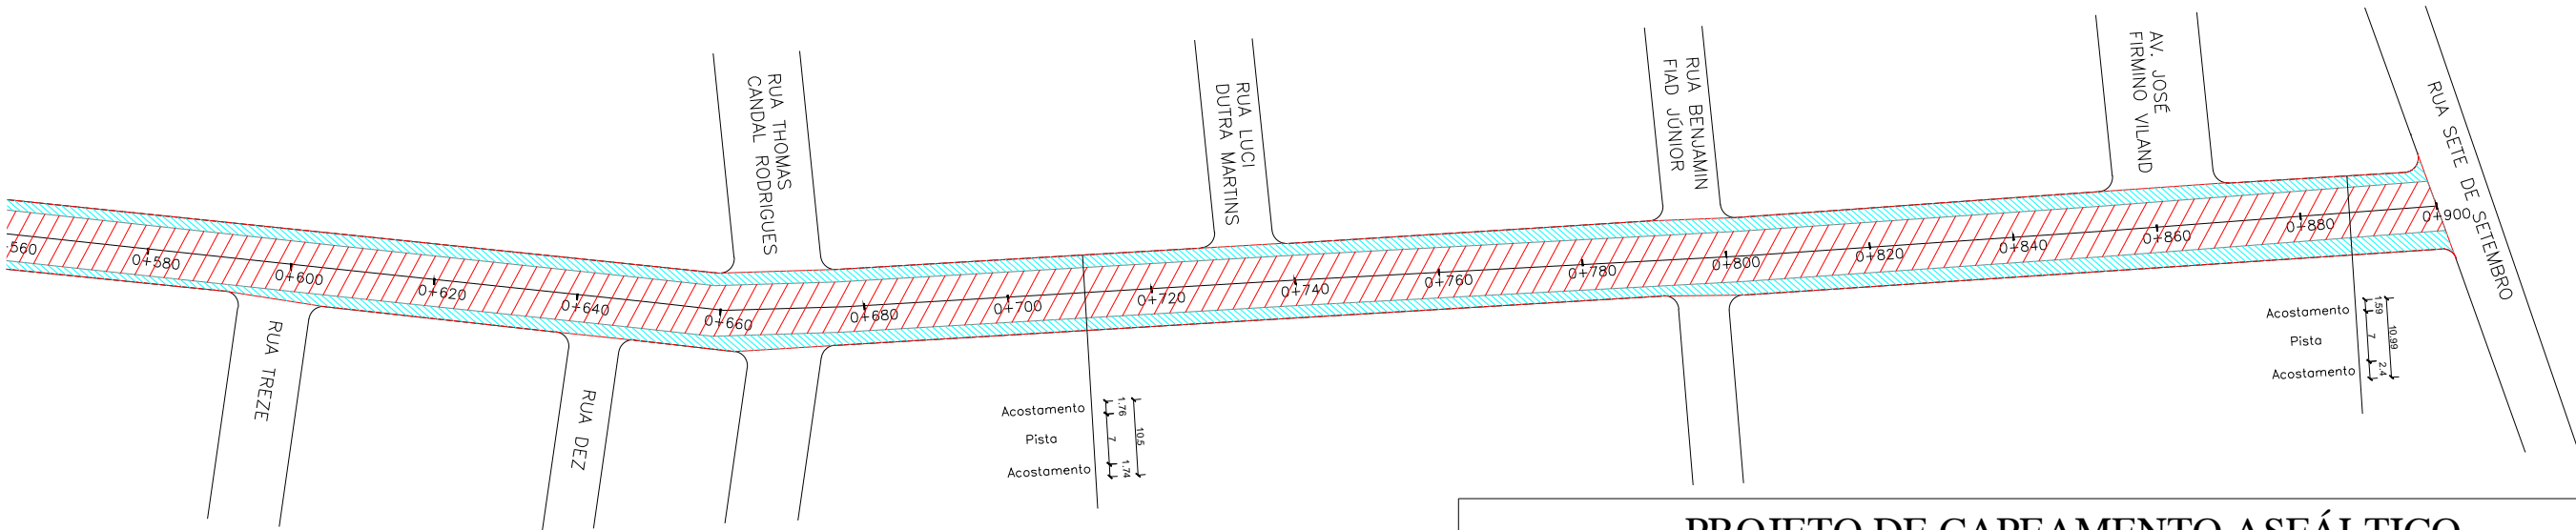 RUA THOMAS
CANDAL RODRIGUES
RUA LUCI
DUTRA MARTINS
RUA BENJAMIN
FIAD JÚNIOR
AV. JOSÉ
FIRMINO VILAND
RUA SETE DE SETEMBRO
560
0+580
0+600
0+620
0+640
0+660
0+680
0+700
0+720
0+740
0+760
0+780
0+800
0+820
0+840
0+860
0+880
0+900
RUA TREZE
RUA DEZ
Acostamento
Pista
Acostamento
1.76
7
1.74
10.5
Acostamento
Pista
Acostamento
1.59
7
2.4
10.99
PROJETO DE CAPEAMENTO ASFÁLTICO